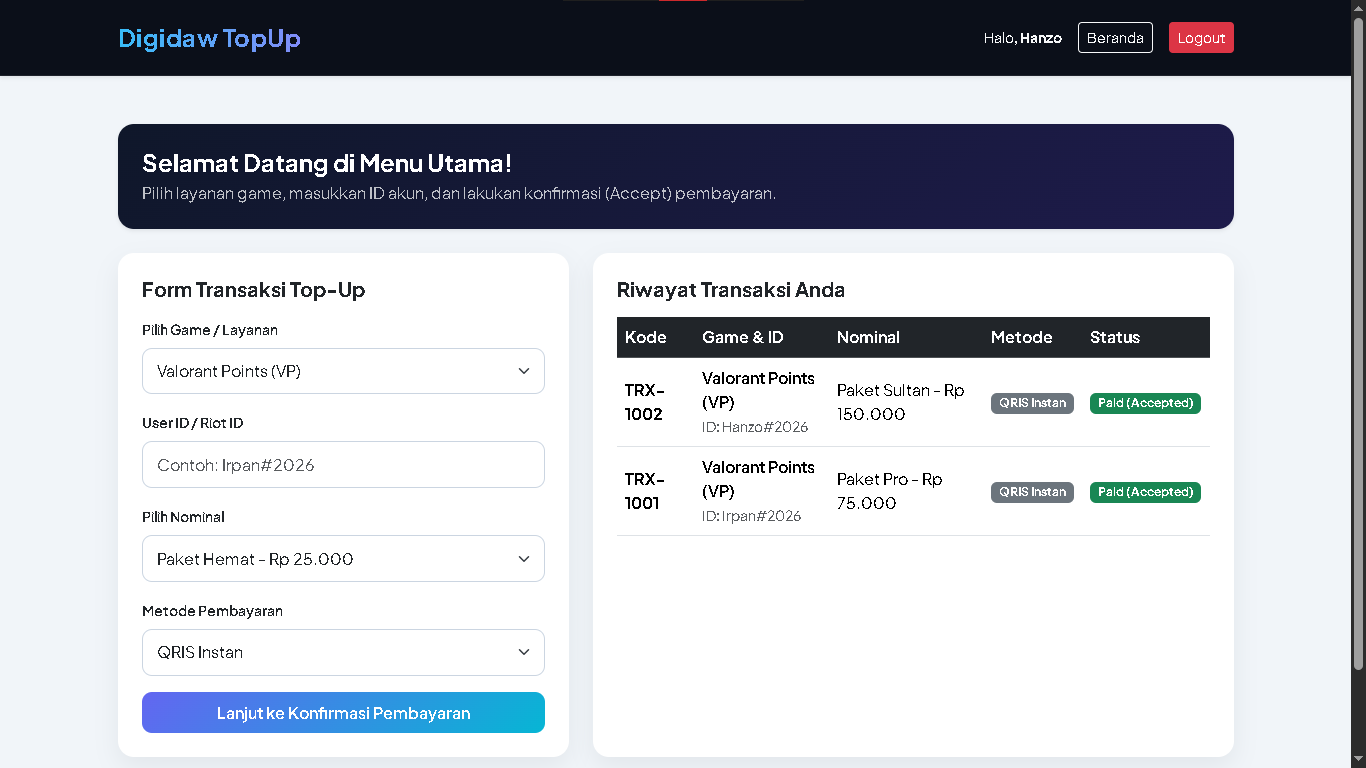 Digidaw TopUp
Halo, Hanzo
Beranda
Logout
Selamat Datang di Menu Utama!
Pilih layanan game, masukkan ID akun, dan lakukan konfirmasi (Accept) pembayaran.
Form Transaksi Top-Up
Pilih Game / Layanan
Valorant Points (VP)
User ID / Riot ID
Contoh: Irpan#2026
Pilih Nominal
Paket Hemat - Rp 25.000
Metode Pembayaran
QRIS Instan
Lanjut ke Konfirmasi Pembayaran
Riwayat Transaksi Anda
Kode Game & ID Nominal Metode Status
TRX-
1002
Valorant Points
(VP)
ID: Hanzo#2026
Paket Sultan - Rp
150.000
QRIS Instan
Paid (Accepted)
TRX-
1001
Valorant Points
(VP)
ID: Irpan#2026
Paket Pro - Rp
75.000
QRIS Instan
Paid (Accepted)